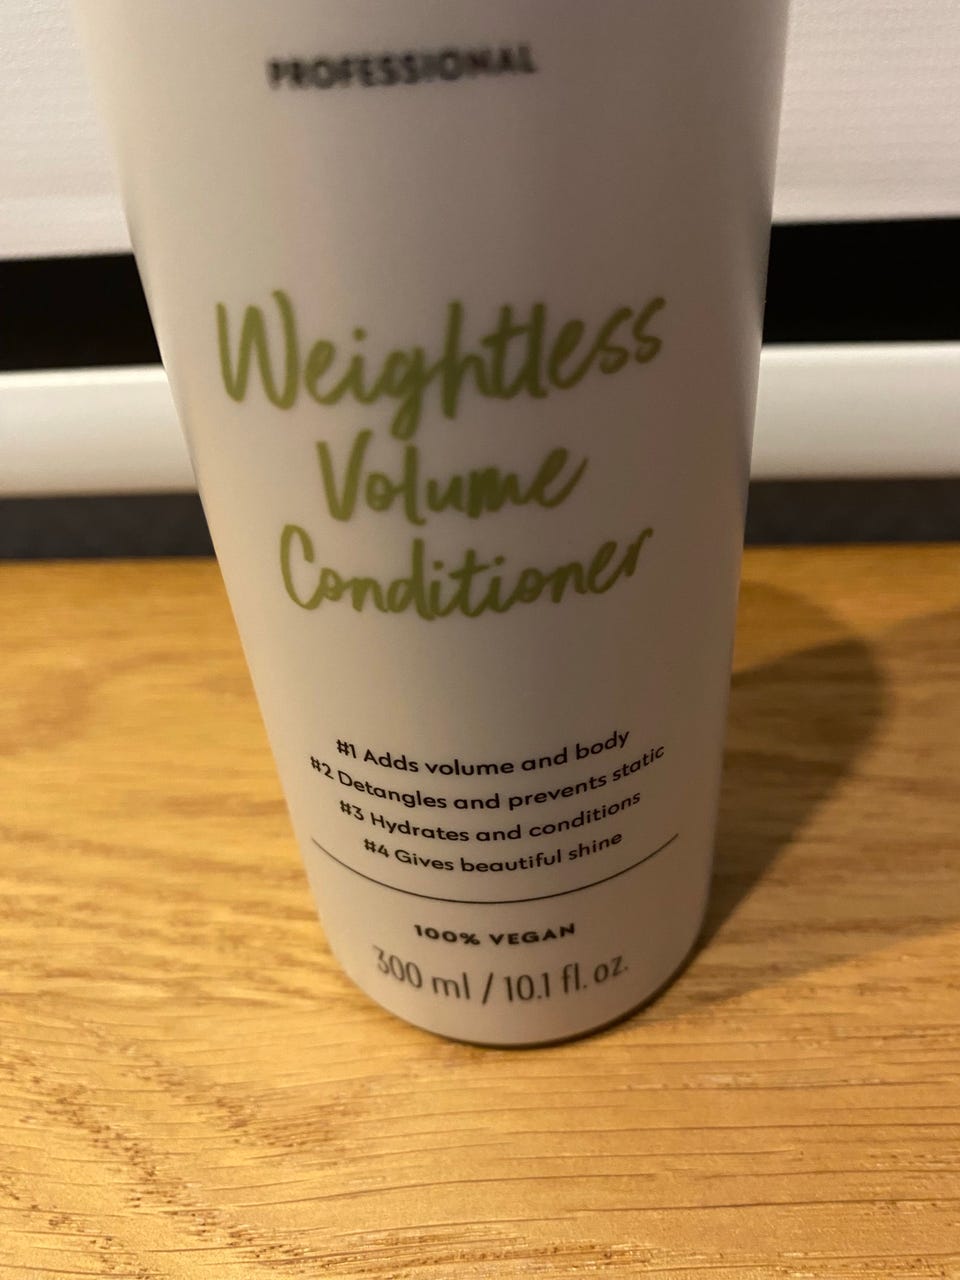 PROFESSIONAL
Weightless
Volume
Conditioner
#1 Adds volume and body
#2 Detangles and prevents static
#3 Hydrates and conditions
#4 Gives beautiful shine
100% VEGAN
300 ml / 10.1 fl. oz.